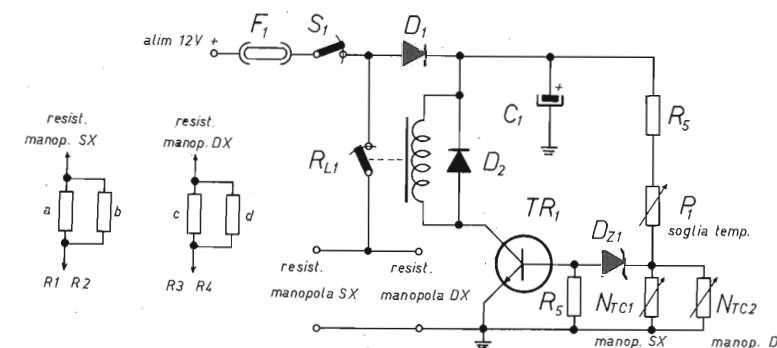 F1 S1 D1
alim 12V +
resist.
manop. SX
resist.
manop. DX
a b c d
R1 R2
R3 R4
RL1
D2
+
C1
R5
P1
soglia temp.
TR1
DZ1
resist.
manopola SX
resist.
manopola DX
R5
NTC1
NTC2
manop. SX
manop. D